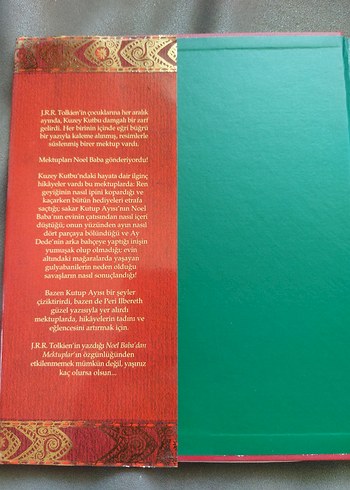 J.R.R. Tolkien'in çocuklarına her aralık
ayında, Kuzey Kutbu damgalı bir zarf
gelirdi. Her birinin içinde eğri büğrü
bir yazıyla kaleme alınmış, resimlerle
süslenmiş birer mektup vardı.
Mektupları Noel Baba gönderiyordu!
Kuzey Kutbu'ndaki hayata dair ilginç
hikâyeler vardı bu mektuplarda: Ren
geyiğinin nasıl ipini kopardığı ve
kaçarken bütün hediyeleri etrafa
saçtığı; sakar Kutup Ayısı'nın Noel
Baba'nın evinin çatısından nasıl içeri
düştüğü; onun yüzünden ayın nasıl
dört parçaya bölündüğü ve Ay
Dede'nin arka bahçeye yaptığı inişin
yumuşak olup olmadığı; evin
altındaki mağaralarda yaşayan
gulyabanilerin neden olduğu
savaşların nasıl sonuçlandığı!
Bazen Kutup Ayısı bir şeyler
çiziktirirdi, bazen de Peri Ilbereth
güzel yazısıyla yer alırdı
mektuplarda, hikâyelerin tadını ve
eğlencesini artırmak için.
J.R.R. Tolkien'in yazdığı Noel Baba'dan
Mektuplar'ın özgünlüğünden
etkilenmemek mümkün değil, yaşınız
kaç olursa olsun...